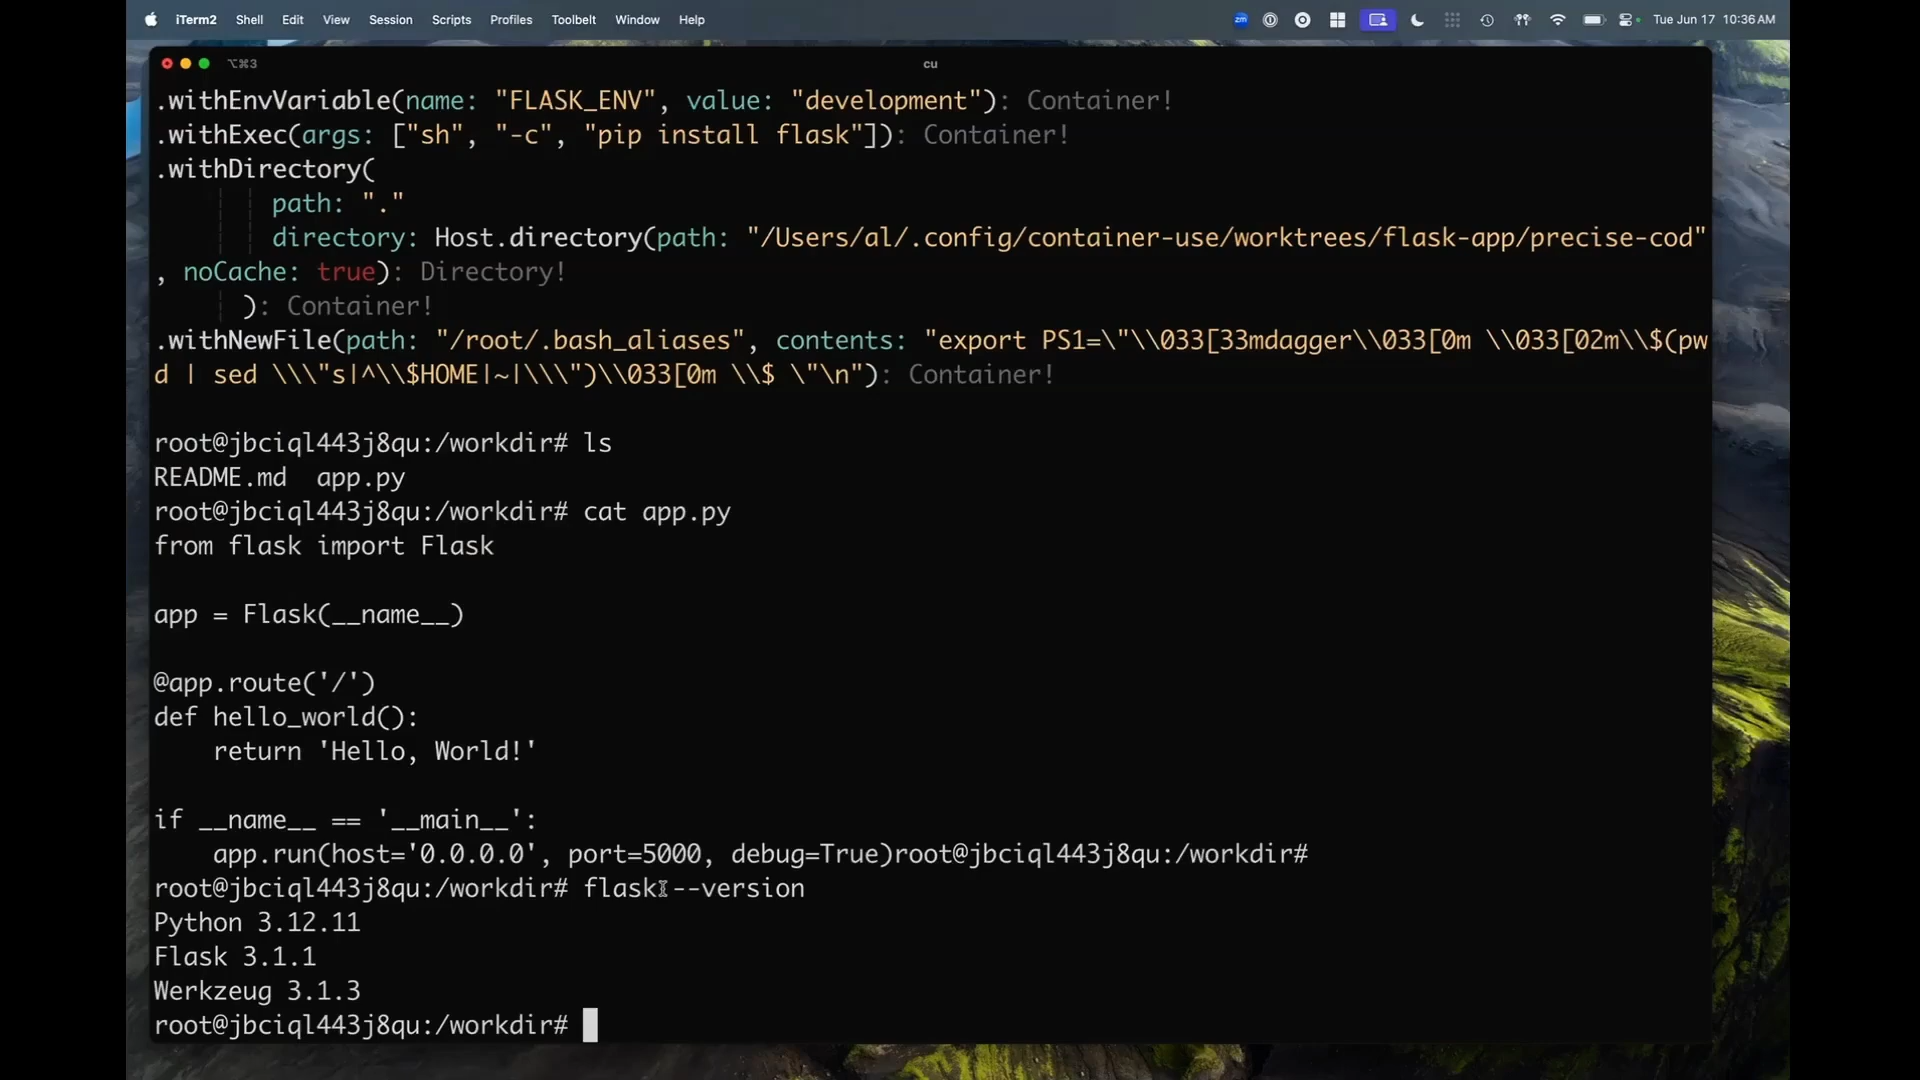 iTerm2 Shell Edit View Session Scripts Profiles Toolbelt Window Help zm Tue Jun 17 10:36 AM
⌥⌘3 cu
.withEnvVariable(name: "FLASK_ENV", value: "development"): Container!
.withExec(args: ["sh", "-c", "pip install flask"]): Container!
.withDirectory(
path: "."
directory: Host.directory(path: "/Users/al/.config/container-use/worktrees/flask-app/precise-cod"
, noCache: true): Directory!
): Container!
.withNewFile(path: "/root/.bash_aliases", contents: "export PS1=\"\\033[33mdagger\\033[0m \\033[02m\\$(pw
d | sed \\\"s|^\\$HOME|~|\\\")\\033[0m \\$ \"\n"): Container!
root@jbciql443j8qu:/workdir# ls
README.md app.py
root@jbciql443j8qu:/workdir# cat app.py
from flask import Flask
app = Flask(__name__)
@app.route('/')
def hello_world():
return 'Hello, World!'
if __name__ == '__main__':
app.run(host='0.0.0.0', port=5000, debug=True)root@jbciql443j8qu:/workdir#
root@jbciql443j8qu:/workdir# flask --version
Python 3.12.11
Flask 3.1.1
Werkzeug 3.1.3
root@jbciql443j8qu:/workdir#